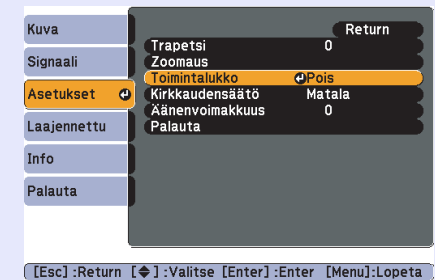 Kuva
Signaali
Asetukset
Laajennettu
Info
Palauta
Return
Trapetsi 0
Zoomaus
Toimintalukko Pois
Kirkkaudensäätö Matala
Äänenvoimakkuus 0
Palauta
[Esc] :Return [◆] :Valitse [Enter] :Enter [Menu]:Lopeta